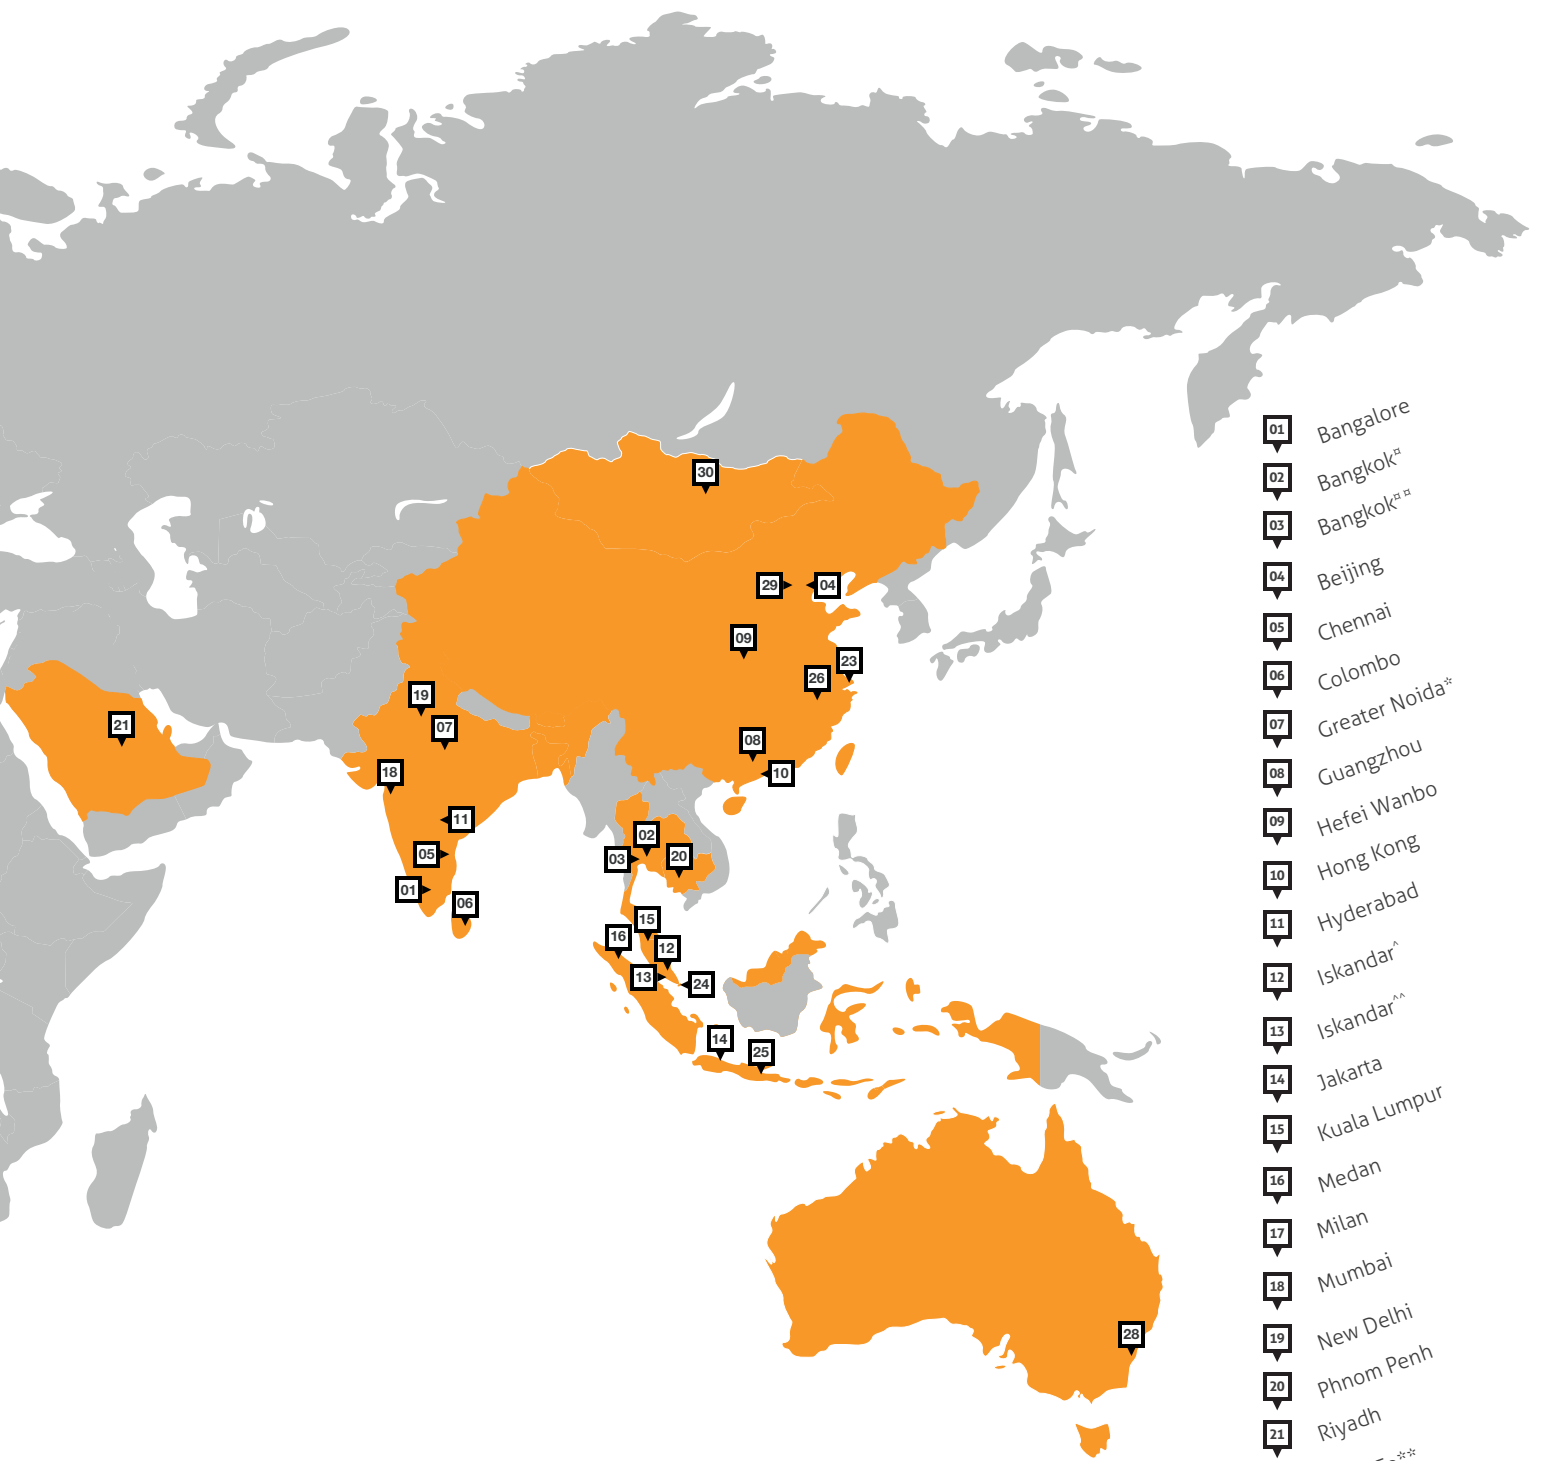 30
29
04
09
23
26
19
07
21
08
18
10
11
02
05
03
20
01
06
15
16
12
13
24
14
25
28
01 Bangalore
02 Bangkok¤
03 Bangkok¤¤
04 Beijing
05 Chennai
06 Colombo
07 Greater Noida*
08 Guangzhou
09 Hefei Wanbo
10 Hong Kong
11 Hyderabad
12 Iskandar^
13 Iskandar^^
14 Jakarta
15 Kuala Lumpur
16 Medan
17 Milan
18 Mumbai
19 New Delhi
20 Phnom Penh
21 Riyadh